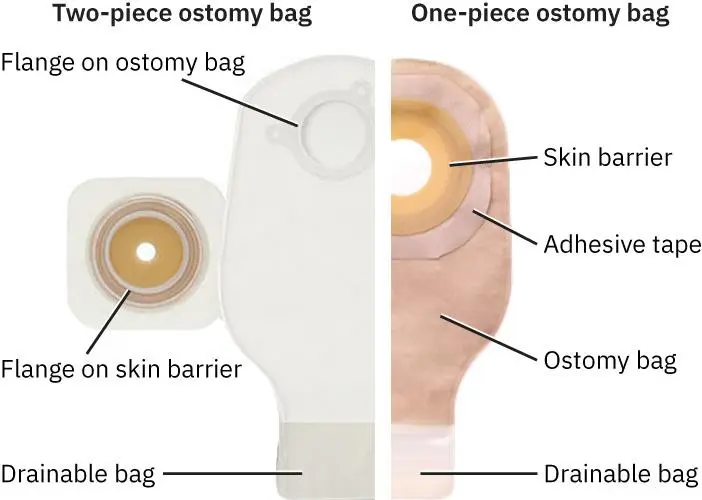 Two-piece ostomy bag
One-piece ostomy bag
Flange on ostomy bag
Skin barrier
Adhesive tape
Ostomy bag
Flange on skin barrier
Drainable bag
Drainable bag